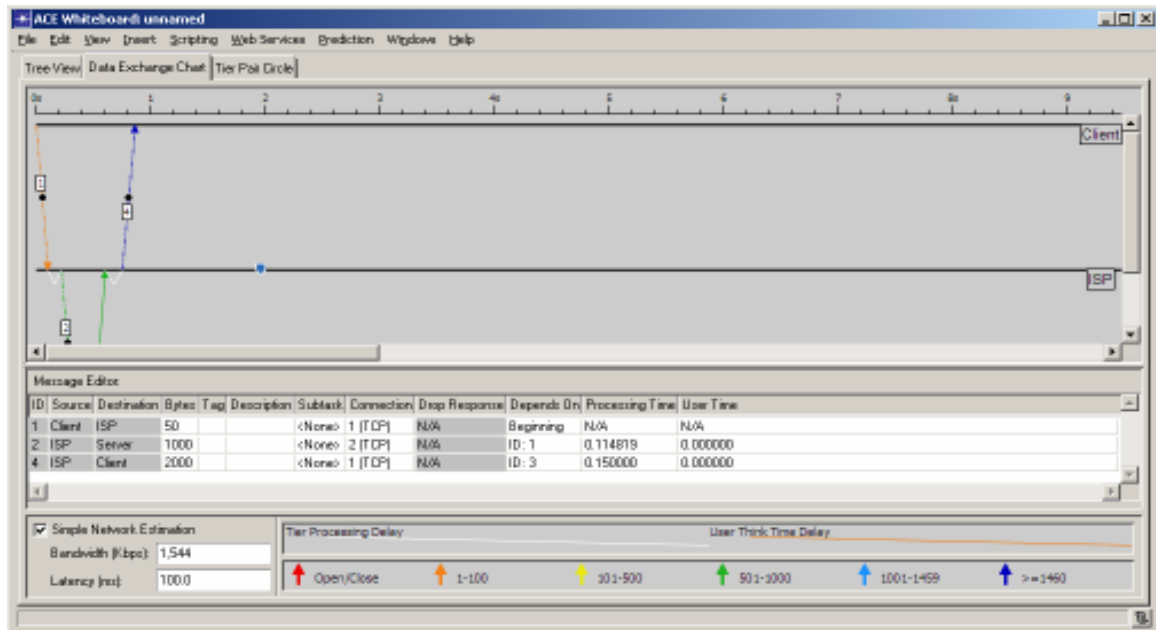 ACE Whiteboard: unnamed
File Edit View Insert Scripting Web Services Prediction Windows Help
Tree View Data Exchange Chart Tier Pair Circle
0s 1 2 3 4s 5 6 7 8s 9
Client
1
4
ISP
2
Message Editor
ID Source Destination Bytes Tag Description Subtask Connection Drop Response Depends On Processing Time User Time
1 Client ISP 50 <None> 1 (TCP) N/A Beginning N/A N/A
2 ISP Server 1000 <None> 2 (TCP) N/A ID: 1 0.114819 0.000000
4 ISP Client 2000 <None> 1 (TCP) N/A ID: 3 0.150000 0.000000
Simple Network Estimation
Bandwidth (Kbps): 1,544
Latency (ms): 100.0
Tier Processing Delay User Think Time Delay
Open/Close 1-100 101-500 501-1000 1001-1459 >=1460